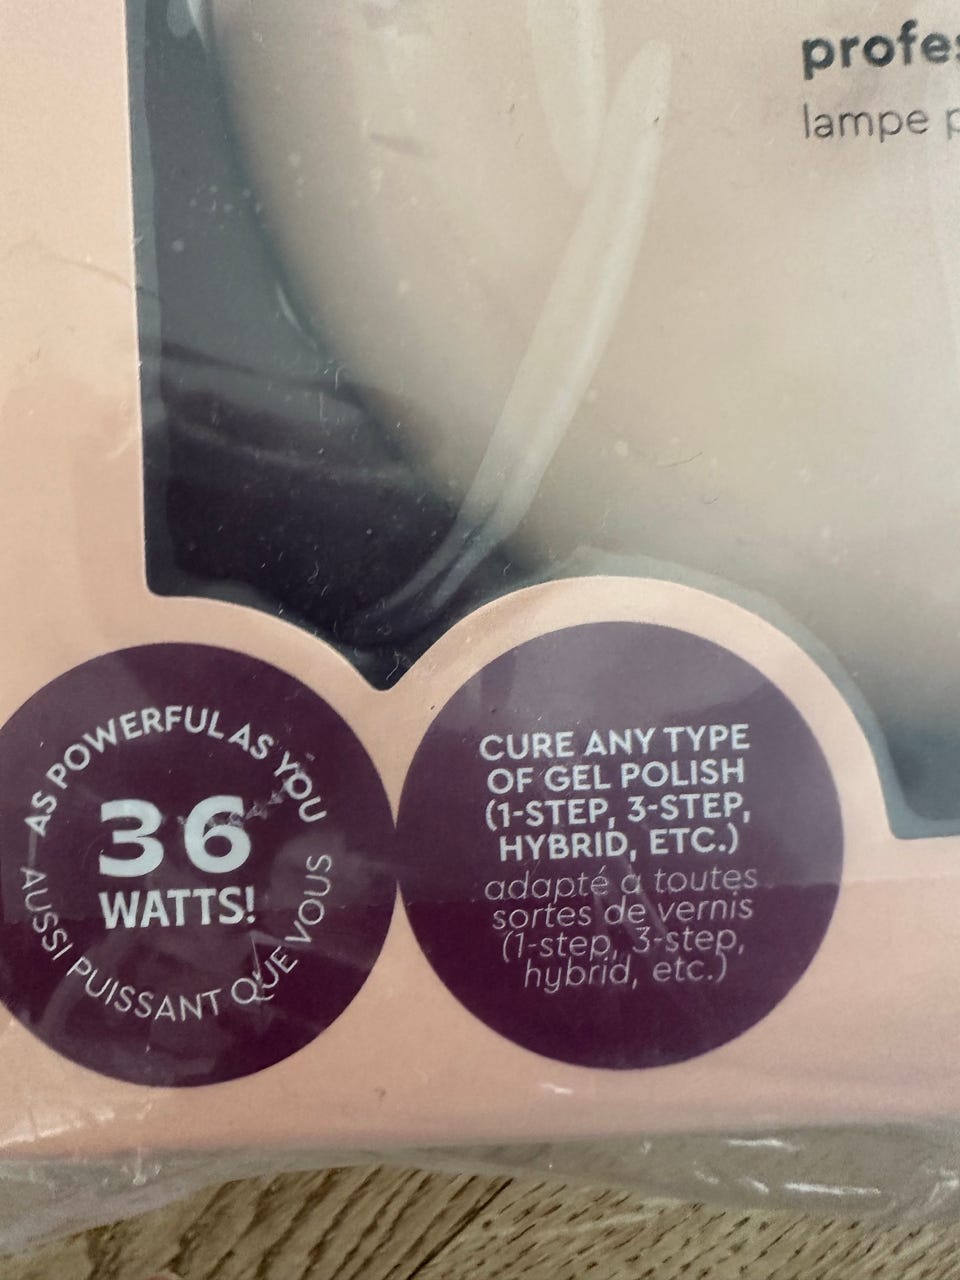 lampe
AS POWERFUL AS YOU
36
WATTS!
AUSSI PUISSANT QUE VOUS
CURE ANY TYPE
OF GEL POLISH
(1-STEP, 3-STEP,
HYBRID, ETC.)
adapté à toutes
sortes de vernis
(1-step, 3-step,
hybrid, etc.)